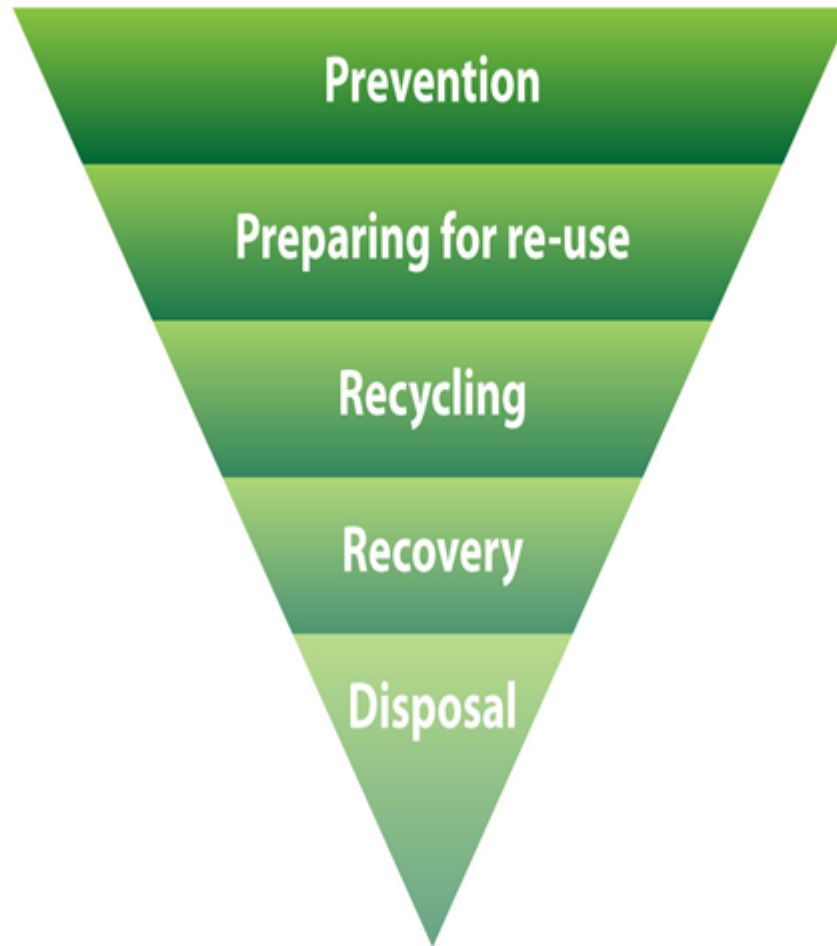 Prevention
Preparing for re-use
Recycling
Recovery
Disposal